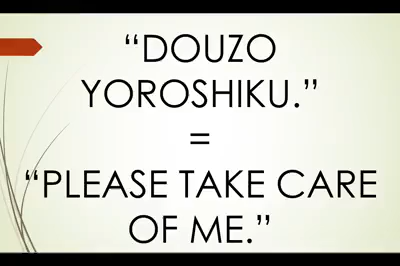 “DOUZO
YOROSHIKU.”
=
“PLEASE TAKE CARE
OF ME.”